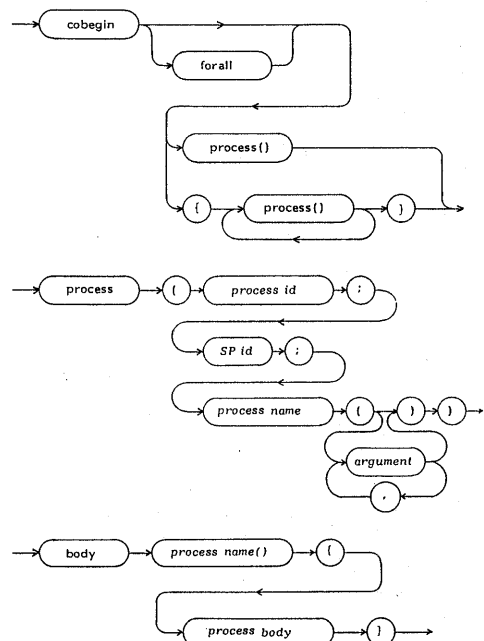 cobegin
forall
process()
{ process() }
process ( process id ;
SP id ;
process name ( ) )
argument
,
body process name() {
process body }